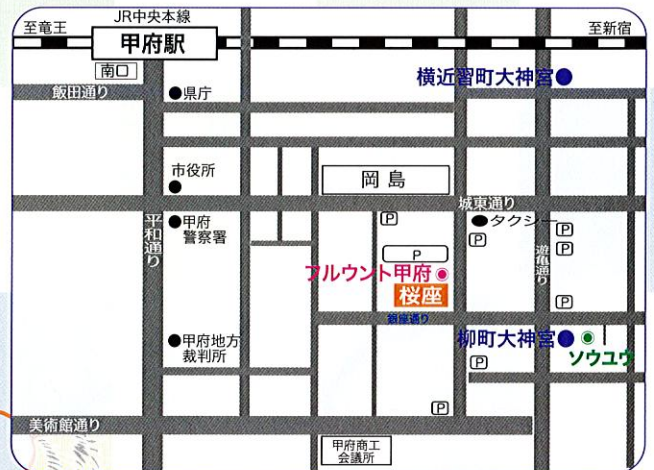 JR中央本線
至竜王
至新宿
甲府駅
南口
横近習町大神宮
飯田通り
県庁
市役所
岡島
城東通り
P
タクシー
甲府
警察署
平和通り
P
P
P
遊亀通り
P
フルウント甲府
桜座
P
銀座通り
甲府地方
裁判所
柳町大神宮
ソウユウ
P
P
美術館通り
甲府商工
会議所